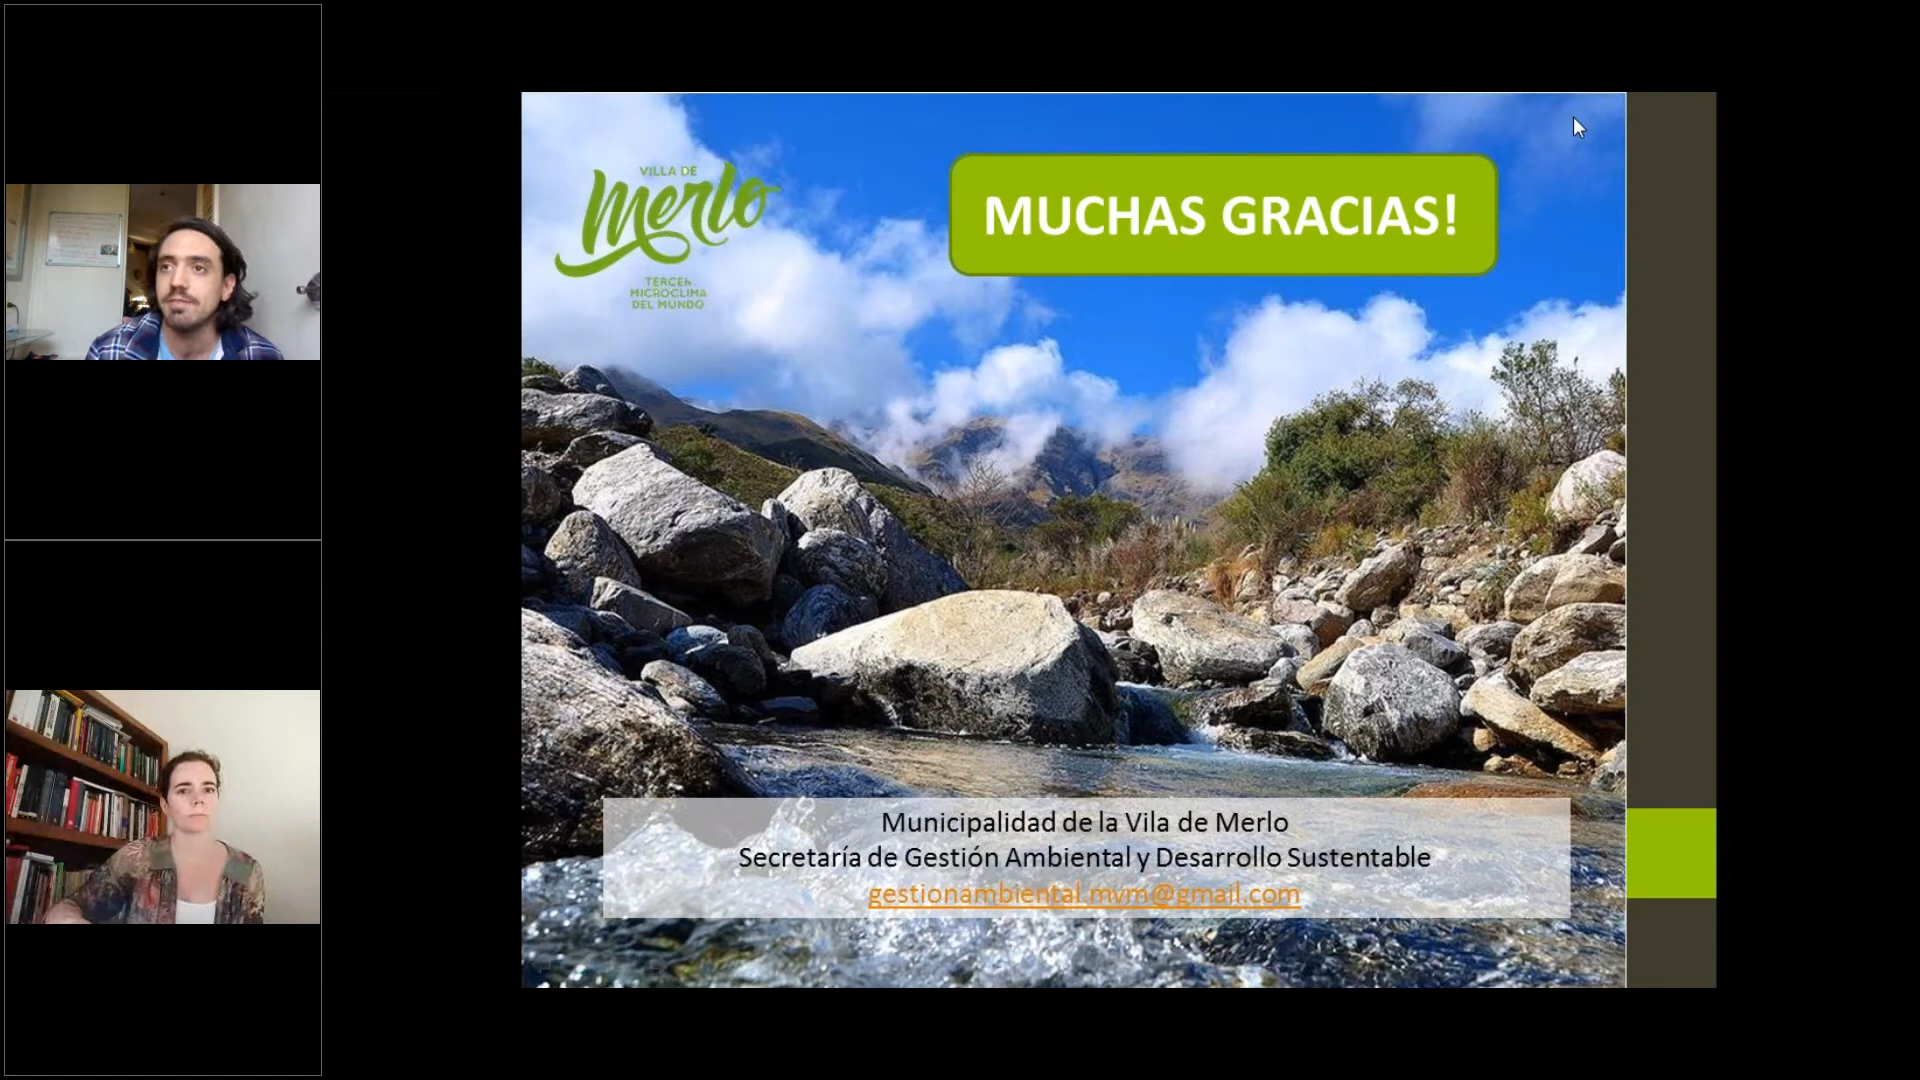 VILLA DE
Merlo
TERCER
MICROCLIMA
DEL MUNDO
MUCHAS GRACIAS!
Municipalidad de la Vila de Merlo
Secretaría de Gestión Ambiental y Desarrollo Sustentable
gestionambiental.mvm@gmail.com